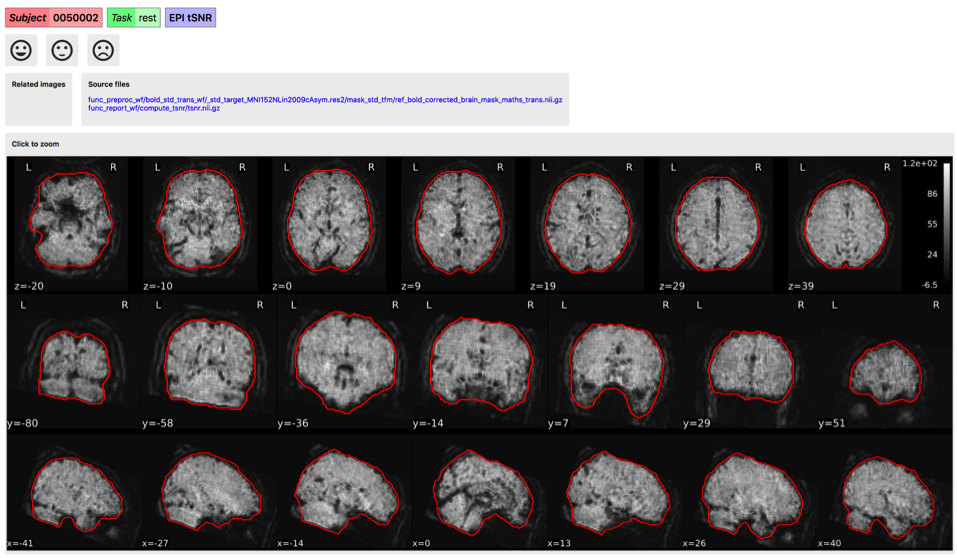 Subject 0050002 Task rest EPI tSNR
Related images
Source files
func_preproc_wf/bold_std_trans_wf/_std_target_MNI152NLin2009cAsym.res2/mask_std_tfm/ref_bold_corrected_brain_mask_maths_trans.nii.gz
func_report_wf/compute_tsnr/tsnr.nii.gz
Click to zoom
L R L R L R L R L R L R L R 1.2e+02
86
55
24
-6.5
z=-20 z=-10 z=0 z=9 z=19 z=29 z=39
L R L R L R L R L R L R L R
y=-80 y=-58 y=-36 y=-14 y=7 y=29 y=51
x=-41 x=-27 x=-14 x=0 x=13 x=26 x=40